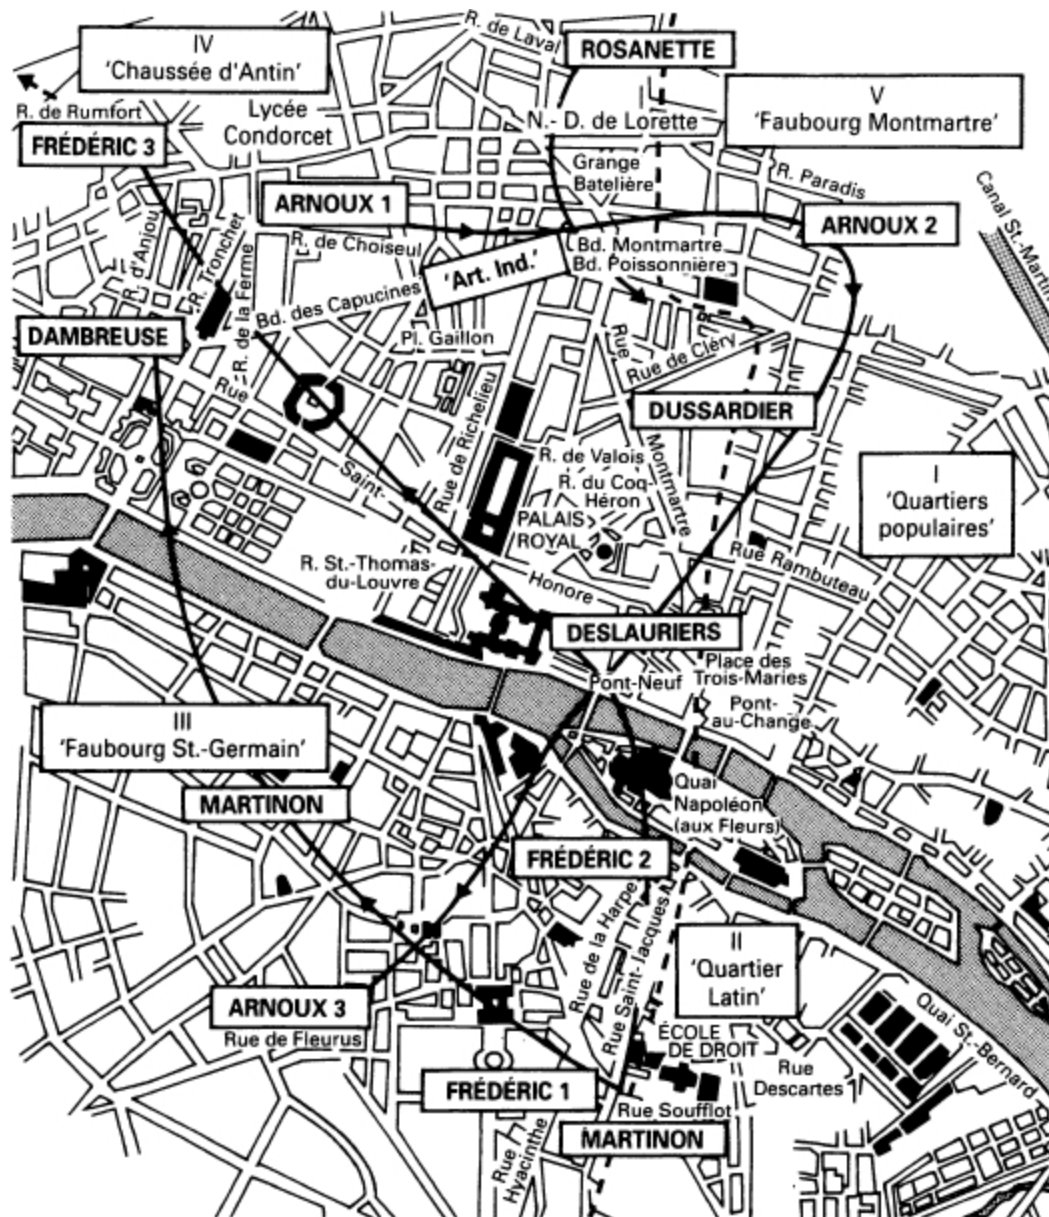 R. de Laval
ROSANETTE
IV
'Chaussée d'Antin'
V
'Faubourg Montmartre'
R. de Rumfort
Lycée
Condorcet
N.- D. de Lorette
FRÉDÉRIC 3
Grange
Batelière
R. Paradis
Canal St.-Martin
ARNOUX 1
ARNOUX 2
R. d'Anjou
R. Tronchet
R. de la Ferme
R. de Choiseul
'Art. Ind.'
Bd. Montmartre
Bd. Poissonnière
Bd. des Capucines
DAMBREUSE
Pl. Gaillon
Rue
Rue de Cléry
Rue
Saint-
Honore
DUSSARDIER
Rue de Richelieu
Montmartre
R. de Valois
R. du Coq-
Héron
PALAIS
ROYAL
I
'Quartiers
populaires'
R. St.-Thomas-
du-Louvre
Rue Rambuteau
DESLAURIERS
Pont-Neuf
Place des
Trois-Maries
Pont-
au-Change
III
'Faubourg St.-Germain'
MARTINON
Quai
Napoléon
(aux Fleurs)
FRÉDÉRIC 2
Rue de la Harpe
Rue Saint-Jacques
II
'Quartier
Latin'
ARNOUX 3
Rue de Fleurus
Quai St.-Bernard
ÉCOLE
DE DROIT
Rue
Descartes
FRÉDÉRIC 1
Rue Soufflot
MARTINON
Rue
Hyacinthe